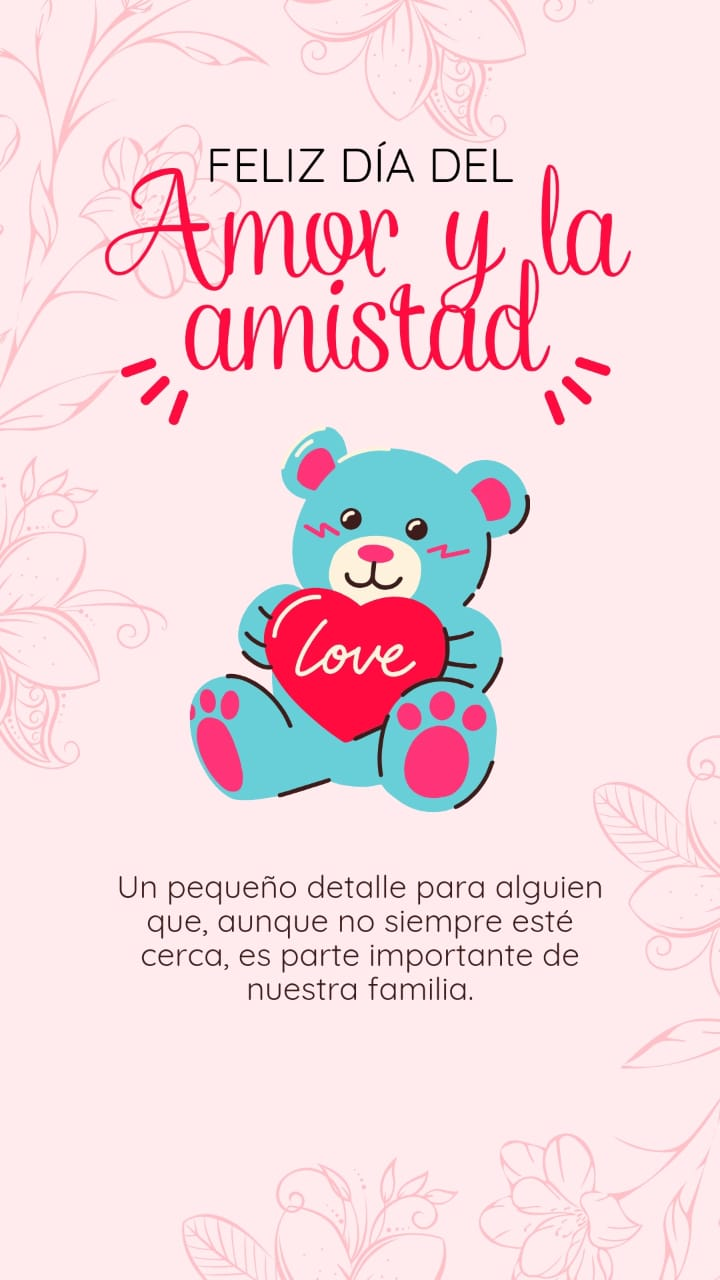 FELIZ DÍA DEL
Amor y la
amistad
love
Un pequeño detalle para alguien
que, aunque no siempre esté
cerca, es parte importante de
nuestra familia.